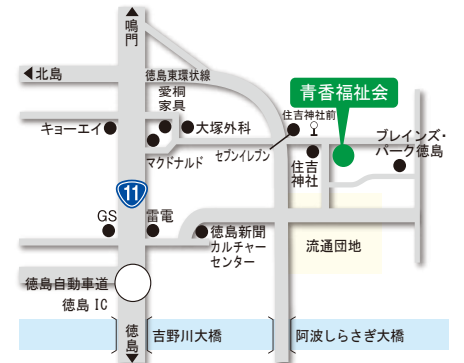 鳴門
北島
徳島東環状線
愛桐
家具
青香福祉会
キョーエイ
大塚外科
住吉神社前
ブレインズ・
パーク徳島
マクドナルド
セブンイレブン
住吉
神社
11
GS
雷電
徳島新聞
カルチャー
センター
流通団地
徳島自動車道
徳島 IC
徳島
吉野川大橋
阿波しらさぎ大橋